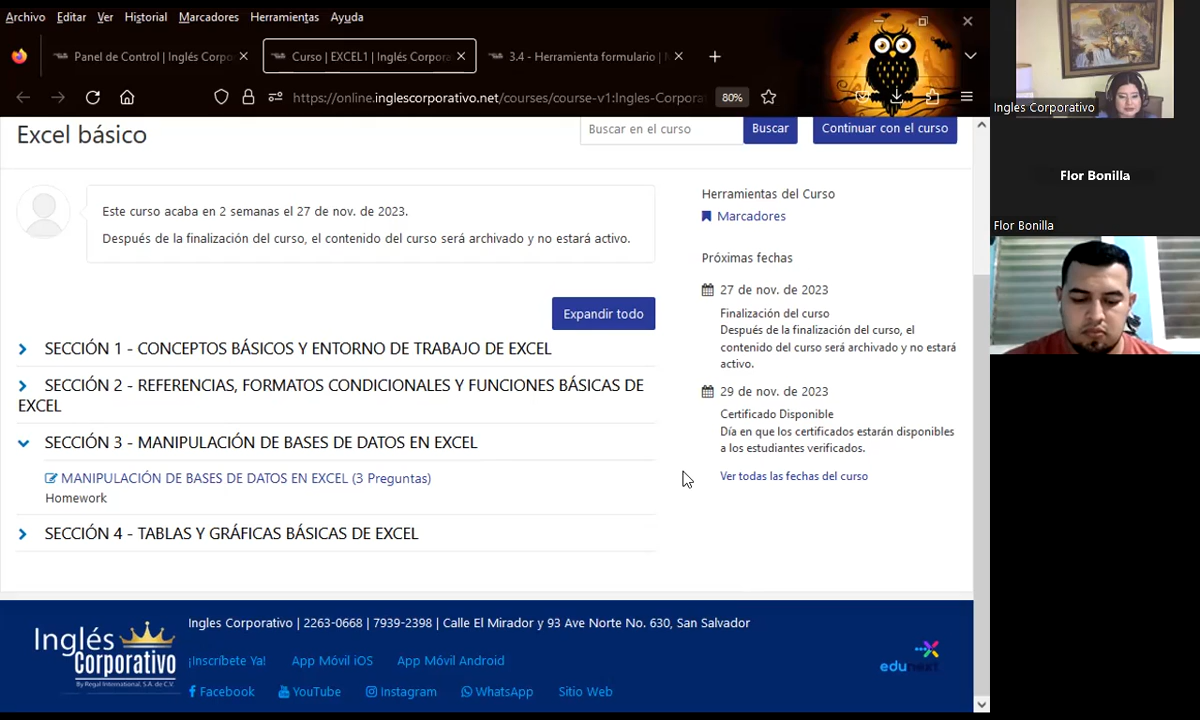 Archivo Editar Ver Historial Marcadores Herramientas Ayuda
Panel de Control | Inglés Corpo
Curso | EXCEL1 | Inglés Corpora
3.4 - Herramienta formulario |
https://online.inglescorporativo.net/courses/course-v1:Ingles-Corpora
80%
Excel básico
Buscar en el curso
Buscar
Continuar con el curso
Este curso acaba en 2 semanas el 27 de nov. de 2023.
Después de la finalización del curso, el contenido del curso será archivado y no estará activo.
Expandir todo
SECCIÓN 1 - CONCEPTOS BÁSICOS Y ENTORNO DE TRABAJO DE EXCEL
SECCIÓN 2 - REFERENCIAS, FORMATOS CONDICIONALES Y FUNCIONES BÁSICAS DE
EXCEL
SECCIÓN 3 - MANIPULACIÓN DE BASES DE DATOS EN EXCEL
MANIPULACIÓN DE BASES DE DATOS EN EXCEL (3 Preguntas)
Homework
SECCIÓN 4 - TABLAS Y GRÁFICAS BÁSICAS DE EXCEL
Herramientas del Curso
Marcadores
Próximas fechas
27 de nov. de 2023
Finalización del curso
Después de la finalización del curso, el
contenido del curso será archivado y no estará
activo.
29 de nov. de 2023
Certificado Disponible
Día en que los certificados estarán disponibles
a los estudiantes verificados.
Ver todas las fechas del curso
Inglés
Corporativo
By Regal International, S.A. de C.V.
Ingles Corporativo | 2263-0668 | 7939-2398 | Calle El Mirador y 93 Ave Norte No. 630, San Salvador
¡Inscríbete Ya! App Móvil iOS App Móvil Android
Facebook YouTube Instagram WhatsApp Sitio Web
edunext
Ingles Corporativo
Flor Bonilla
Flor Bonilla